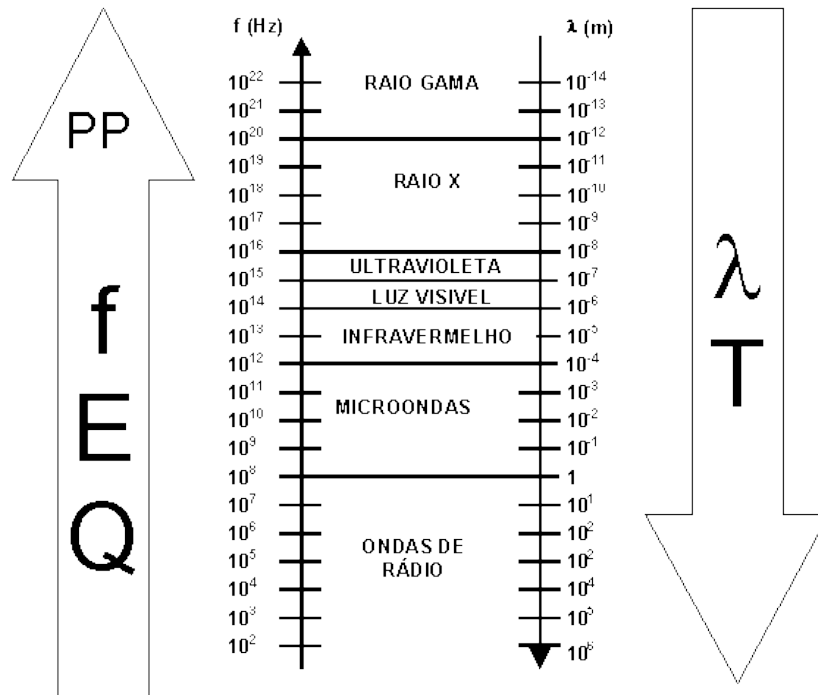 f (Hz) λ (m)
10²² RAIO GAMA 10⁻¹⁴
10²¹ 10⁻¹³
PP
10²⁰ 10⁻¹²
10¹⁹ 10⁻¹¹
RAIO X
10¹⁸ 10⁻¹⁰
10¹⁷ 10⁻⁹
10¹⁶ 10⁻⁸
ULTRAVIOLETA
10¹⁵ 10⁻⁷
LUZ VISIVEL
10¹⁴ 10⁻⁶
10¹³ INFRAVERMELHO 10⁻⁵
10¹² 10⁻⁴
10¹¹ 10⁻³
MICROONDAS
10¹⁰ 10⁻²
10⁹ 10⁻¹
10⁸ 1
10⁷ 10¹
10⁶ 10²
ONDAS DE
10⁵ 10²
RÁDIO
10⁴ 10⁴
10³ 10⁵
10² 10⁶
f
E
Q
λ
T